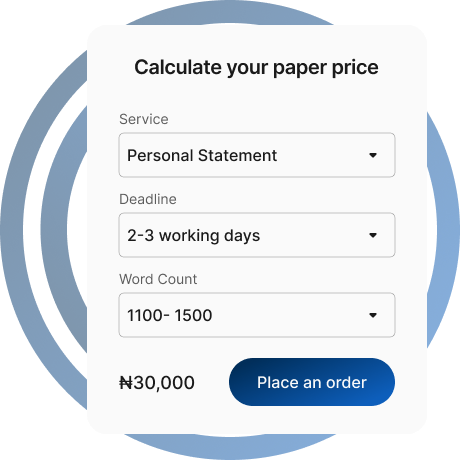 Calculate your paper price
Service
Personal Statement
Deadline
2-3 working days
Word Count
1100- 1500
₦30,000
Place an order